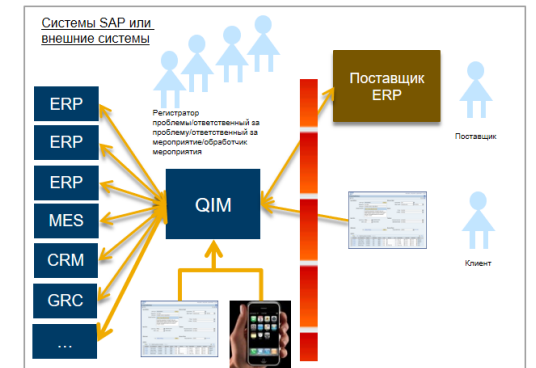 Системы SAP или
внешние системы
ERP
ERP
ERP
MES
CRM
GRC
...
Регистратор
проблемы/ответственный за
проблему/ответственный за
мероприятие/обработчик
мероприятия
QIM
Поставщик
ERP
Поставщик
Клиент